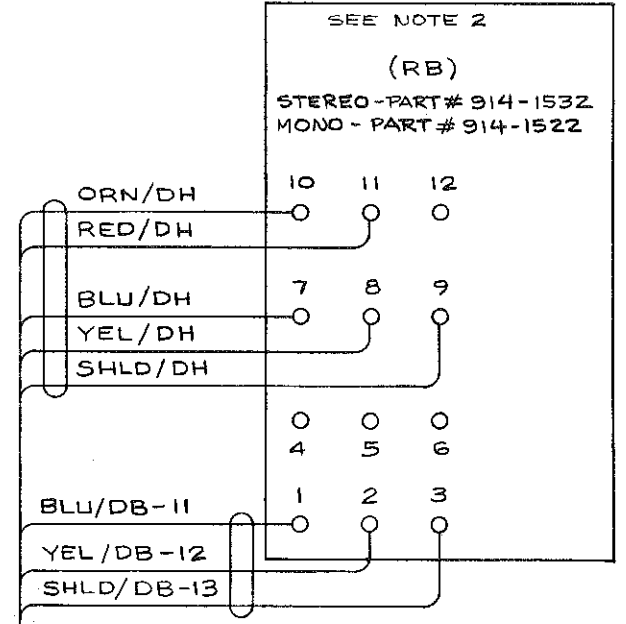 SEE NOTE 2
(RB)
STEREO-PART# 914-1532
MONO - PART# 914-1522
10 11 12
ORN/DH
RED/DH
7 8 9
BLU/DH
YEL/DH
SHLD/DH
4 5 6
1 2 3
BLU/DB-11
YEL/DB-12
SHLD/DB-13